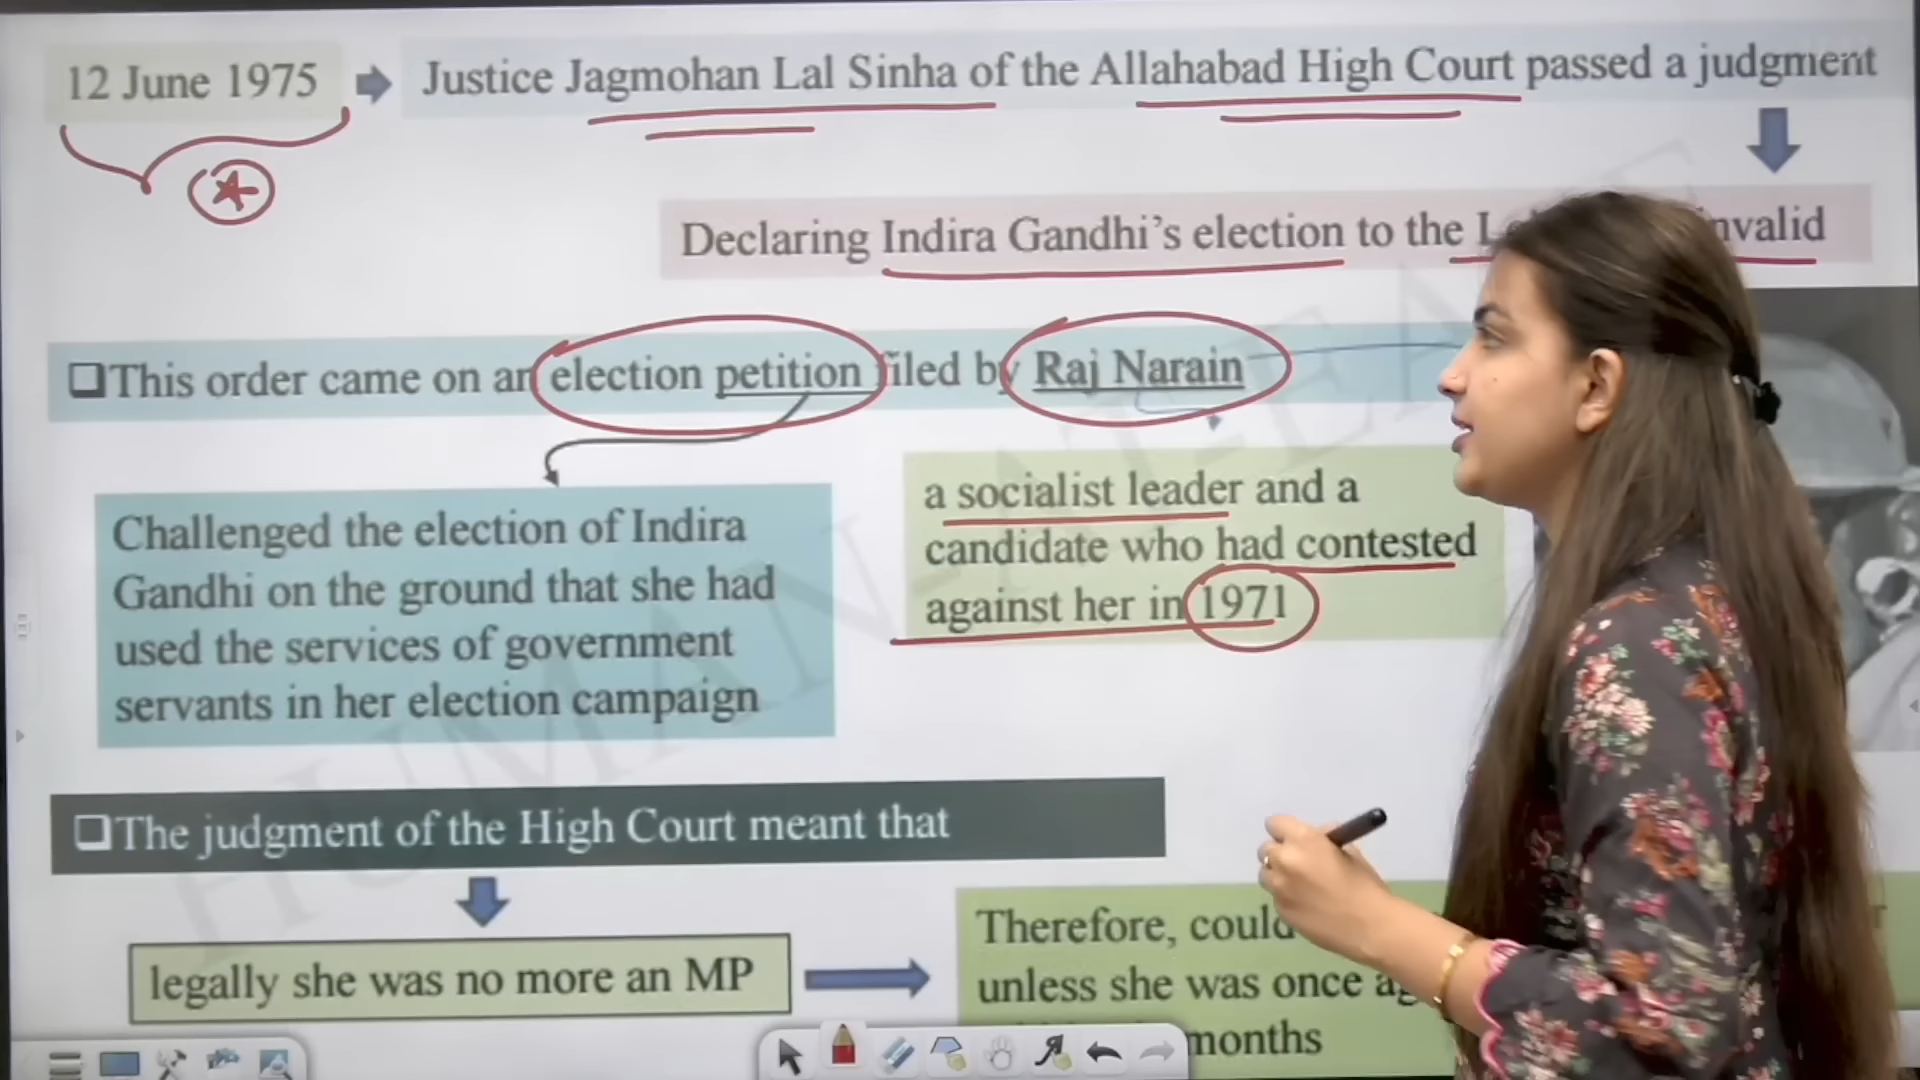 12 June 1975
Justice Jagmohan Lal Sinha of the Allahabad High Court passed a judgment
Declaring Indira Gandhi's election to the invalid
❑This order came on an election petition filed by Raj Narain
Challenged the election of Indira
Gandhi on the ground that she had
used the services of government
servants in her election campaign
a socialist leader and a
candidate who had contested
against her in 1971
❑The judgment of the High Court meant that
legally she was no more an MP
Therefore, could
unless she was once
months